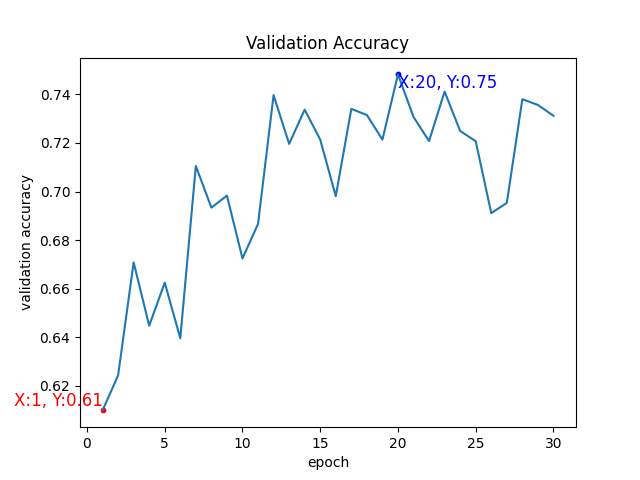 Validation Accuracy
X:20, Y:0.75
0.74
0.72
0.70
0.68
0.66
0.64
0.62
validation accuracy
X:1, Y:0.61
0 5 10 15 20 25 30
epoch